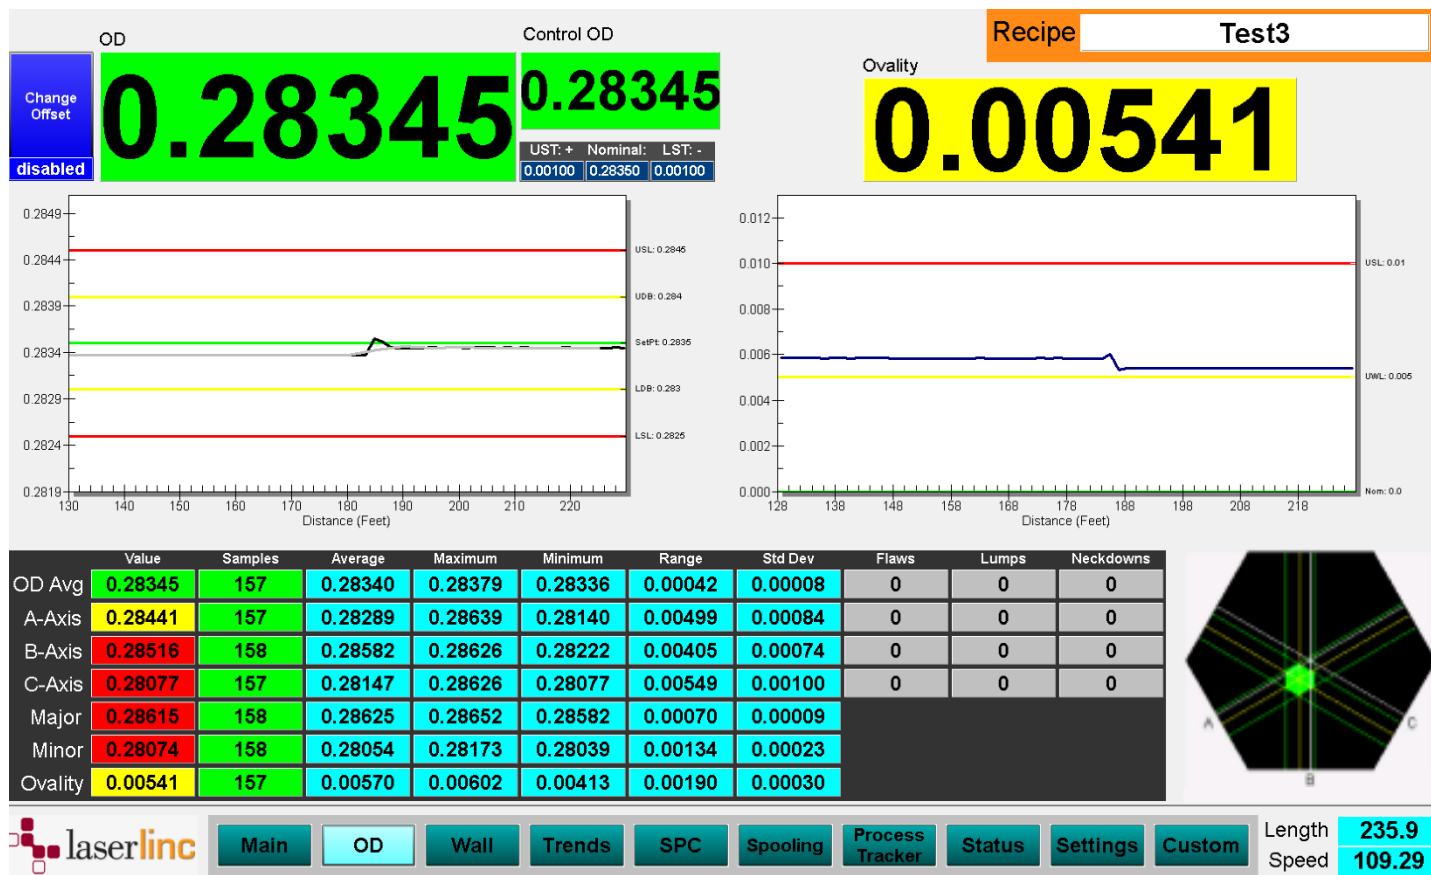 OD
Control OD
Recipe Test3
Ovality
Change
Offset
disabled
0.28345
0.28345
0.00541
UST: + Nominal: LST: -
0.00100 0.28350 0.00100
0.2849
0.2844
0.2839
0.2834
0.2829
0.2824
0.2819
USL: 0.2845
UDB: 0.284
SetPt: 0.2835
LDB: 0.283
LSL: 0.2825
130 140 150 160 170 180 190 200 210 220
Distance (Feet)
0.012
0.010
0.008
0.006
0.004
0.002
0.000
USL: 0.01
UWL: 0.005
Nom: 0.0
128 138 148 158 168 178 188 198 208 218
Distance (Feet)
Value Samples Average Maximum Minimum Range Std Dev Flaws Lumps Neckdowns
OD Avg 0.28345 157 0.28340 0.28379 0.28336 0.00042 0.00008 0 0 0
A-Axis 0.28441 157 0.28289 0.28639 0.28140 0.00499 0.00084 0 0 0
B-Axis 0.28516 158 0.28582 0.28626 0.28222 0.00405 0.00074 0 0 0
C-Axis 0.28077 157 0.28147 0.28626 0.28077 0.00549 0.00100 0 0 0
Major 0.28615 158 0.28625 0.28652 0.28582 0.00070 0.00009
Minor 0.28074 158 0.28054 0.28173 0.28039 0.00134 0.00023
Ovality 0.00541 157 0.00570 0.00602 0.00413 0.00190 0.00030
A
C
B
laserlinc
Main OD Wall Trends SPC Spooling Process Tracker Status Settings Custom
Length 235.9
Speed 109.29